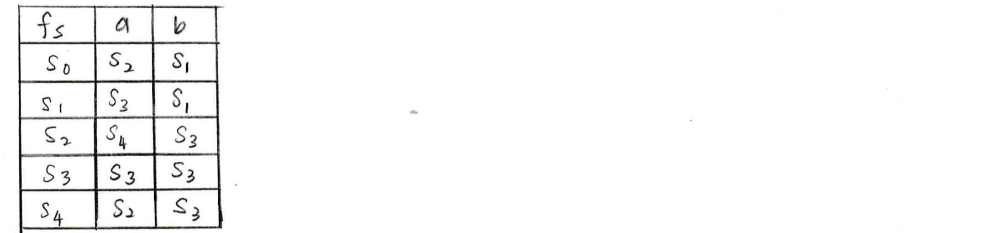 fs a b
S0 S2 S1
S1 S3 S1
S2 S4 S3
S3 S3 S3
S4 S2 S3